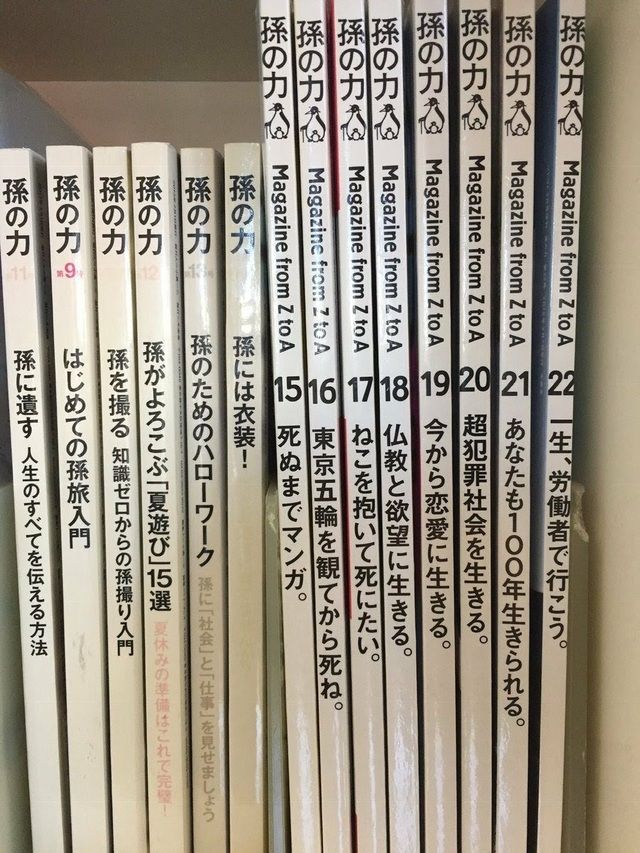 孫の力
第11号
孫に遺す 人生のすべてを伝える方法
孫の力
第9号
はじめての孫旅入門
孫の力
孫を撮る 知識ゼロからの孫撮り入門
孫の力
第12
孫がよろこぶ「夏遊び」15選
夏休みの準備はこれで完璧!
孫の力
第13号
孫のためのハローワーク
孫に「社会」と「仕事」を見せましょう
孫の力
孫には衣装!
孫の力
Magazine from Z to A
15
死ぬまでマンガ。
孫の力
Magazine from Z to A
16
東京五輪を観てから死ね。
孫の力
Magazine from Z to A
17
ねこを抱いて死にたい。
孫の力
Magazine from Z to A
18
仏教と欲望に生きる。
孫の力
Magazine from Z to A
19
今から恋愛に生きる。
孫の力
Magazine from Z to A
20
超犯罪社会を生きる。
孫の力
Magazine from Z to A
21
あなたも100年生きられる。
孫の力
Magazine from Z to A
22
一生、労働者で行こう。